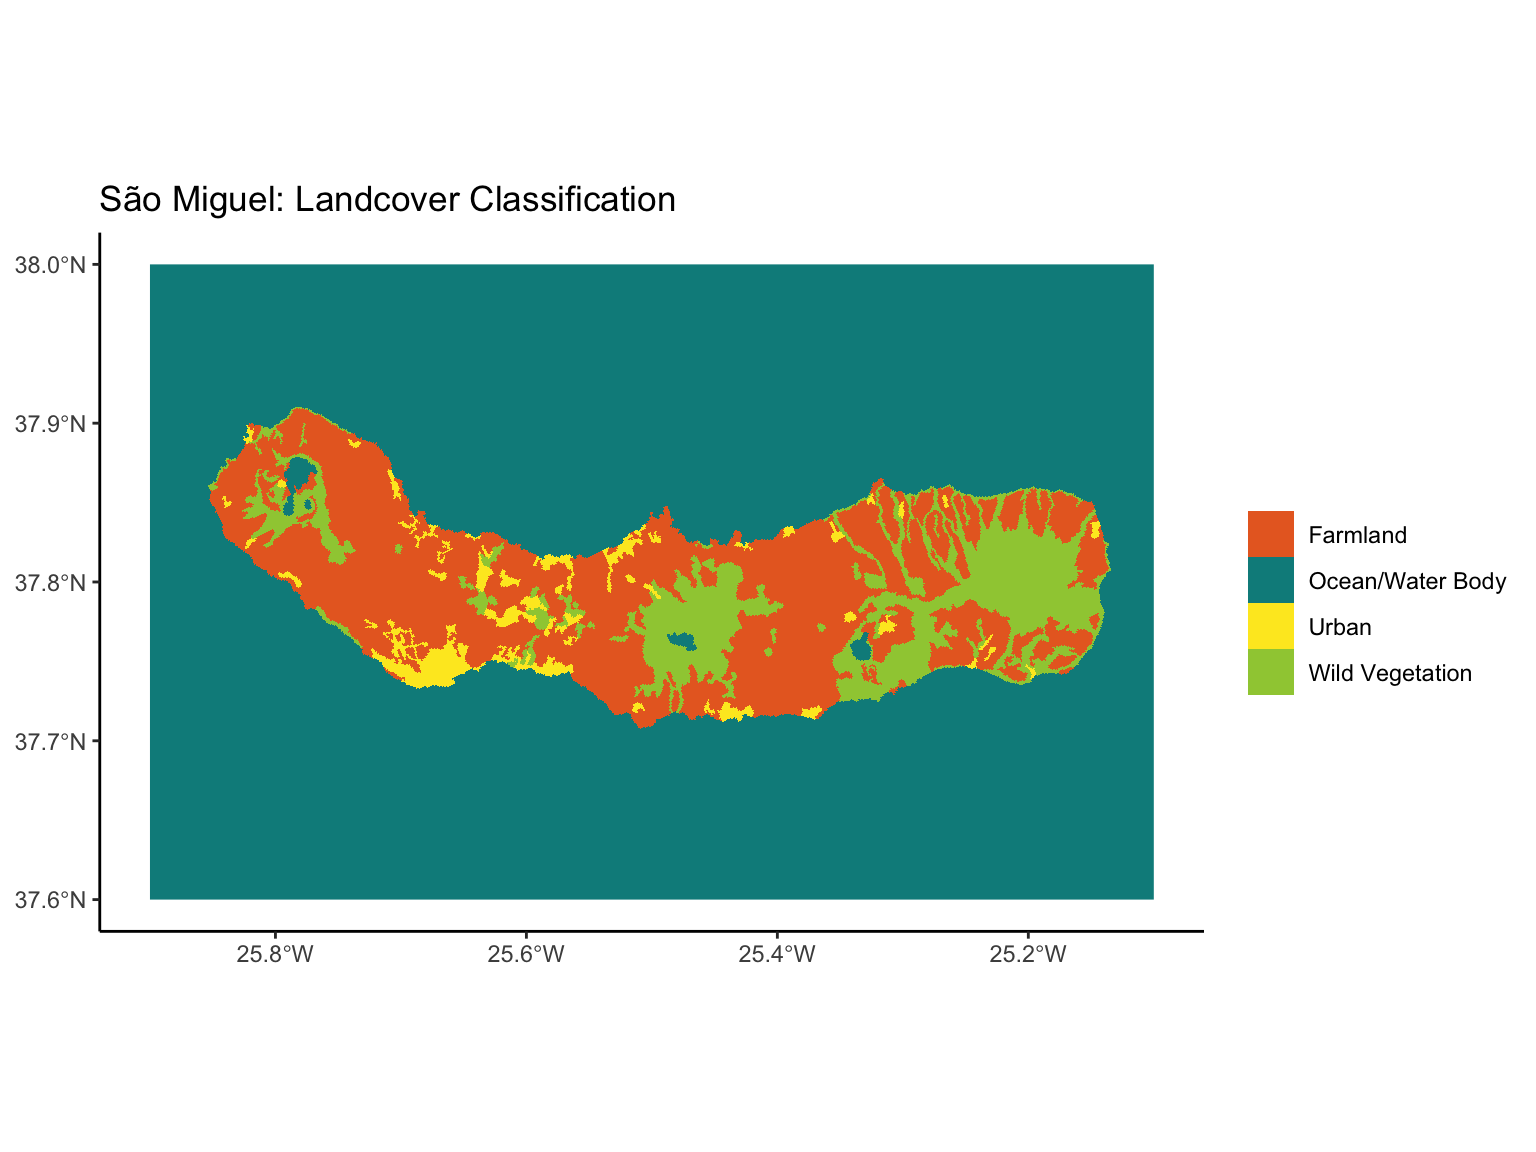 São Miguel: Landcover Classification
38.0°N
37.9°N
37.8°N
37.7°N
37.6°N
25.8°W
25.6°W
25.4°W
25.2°W
Farmland
Ocean/Water Body
Urban
Wild Vegetation